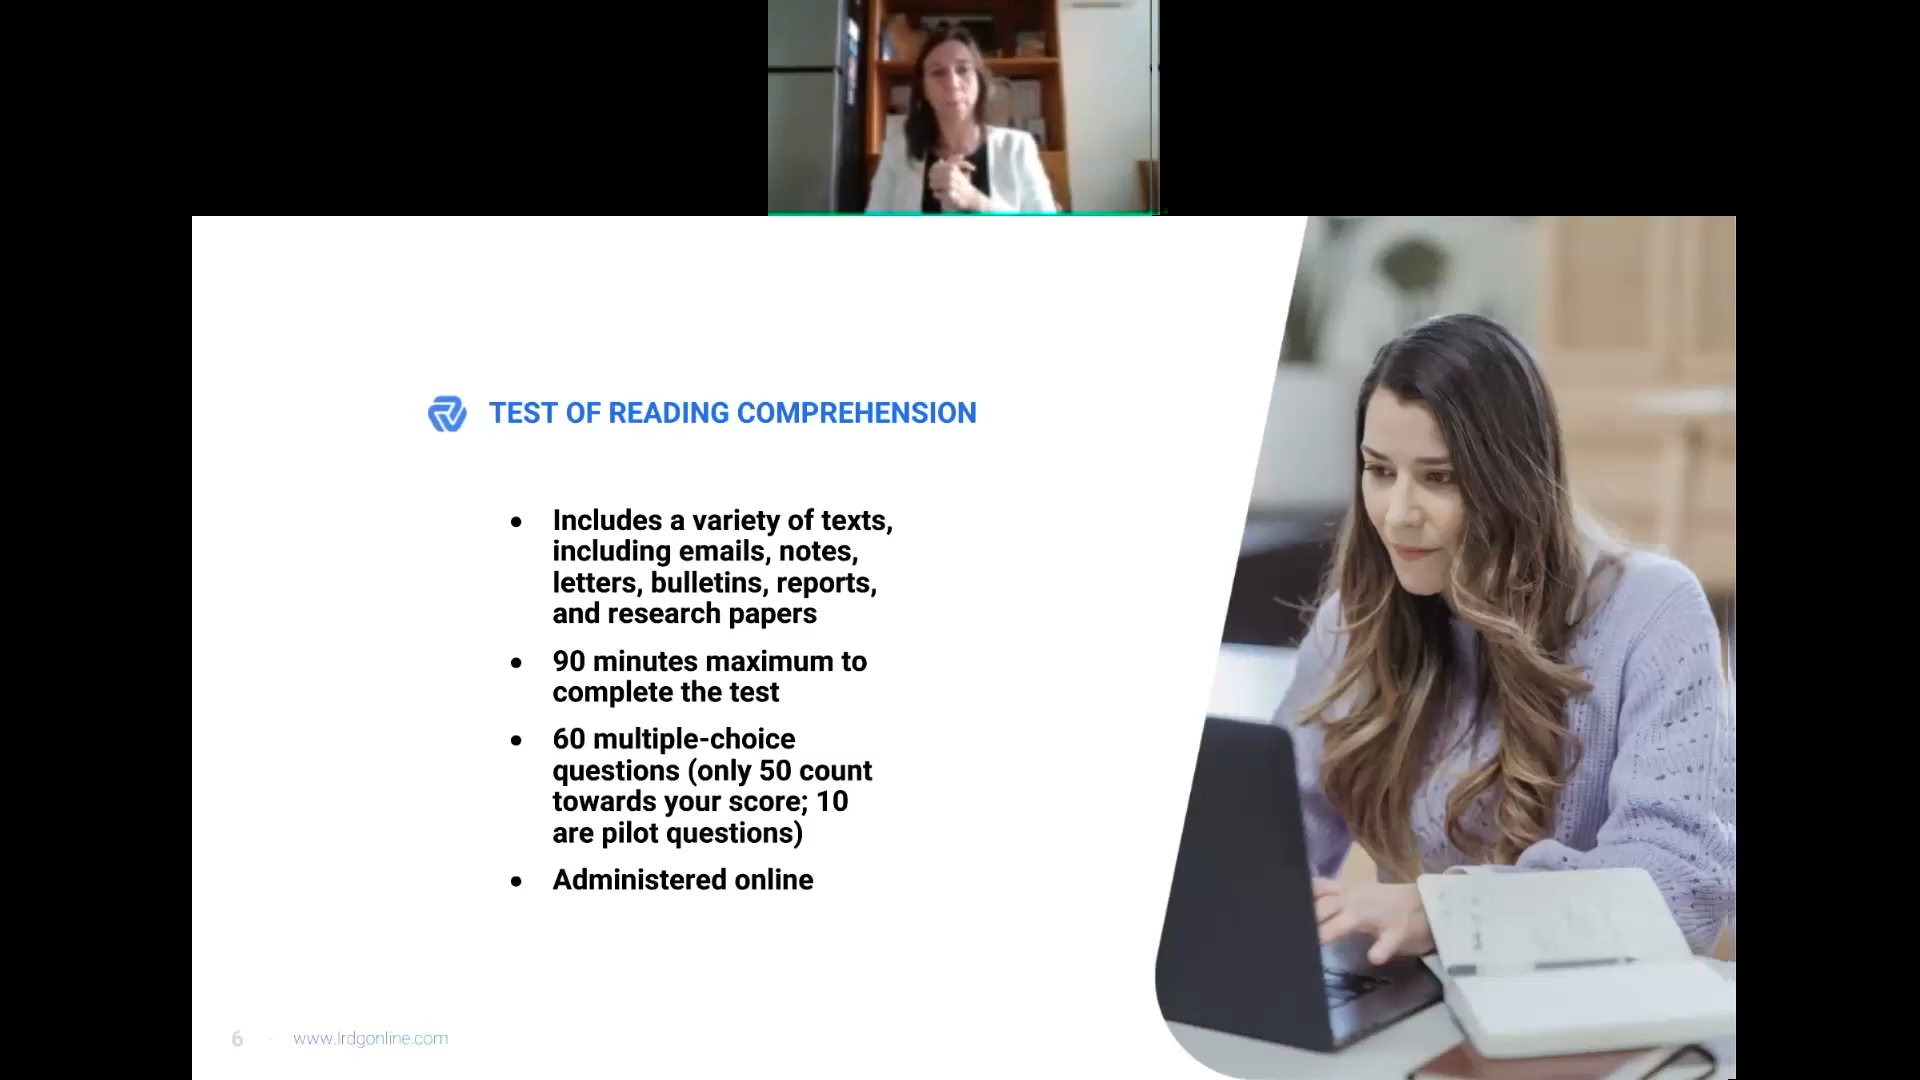 TEST OF READING COMPREHENSION
• Includes a variety of texts,
including emails, notes,
letters, bulletins, reports,
and research papers
• 90 minutes maximum to
complete the test
• 60 multiple-choice
questions (only 50 count
towards your score; 10
are pilot questions)
• Administered online
6 - www.lrdgonline.com